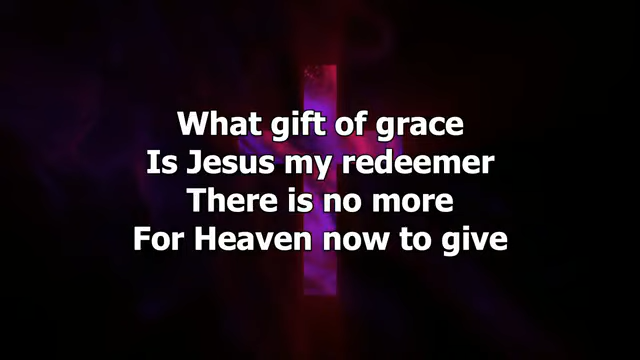 What gift of grace
Is Jesus my redeemer
There is no more
For Heaven now to give